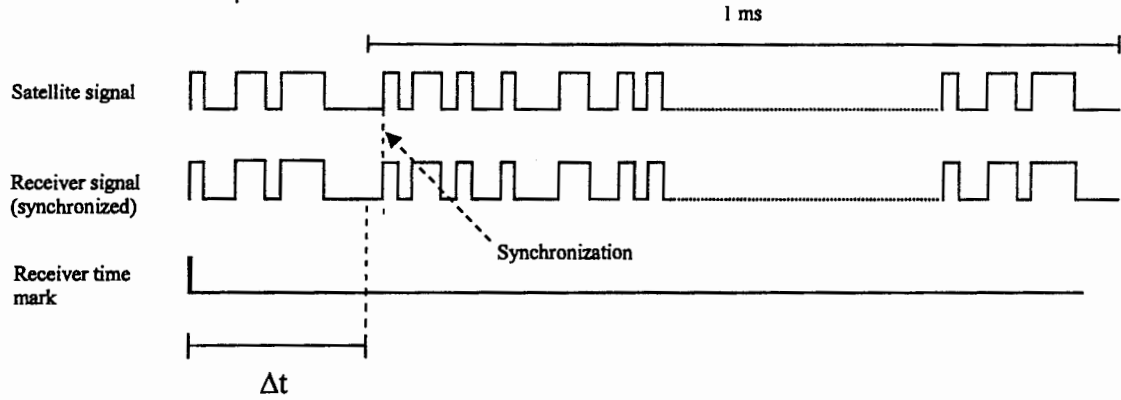 1 ms
Satellite signal
Receiver signal
(synchronized)
Synchronization
Receiver time
mark
Δt